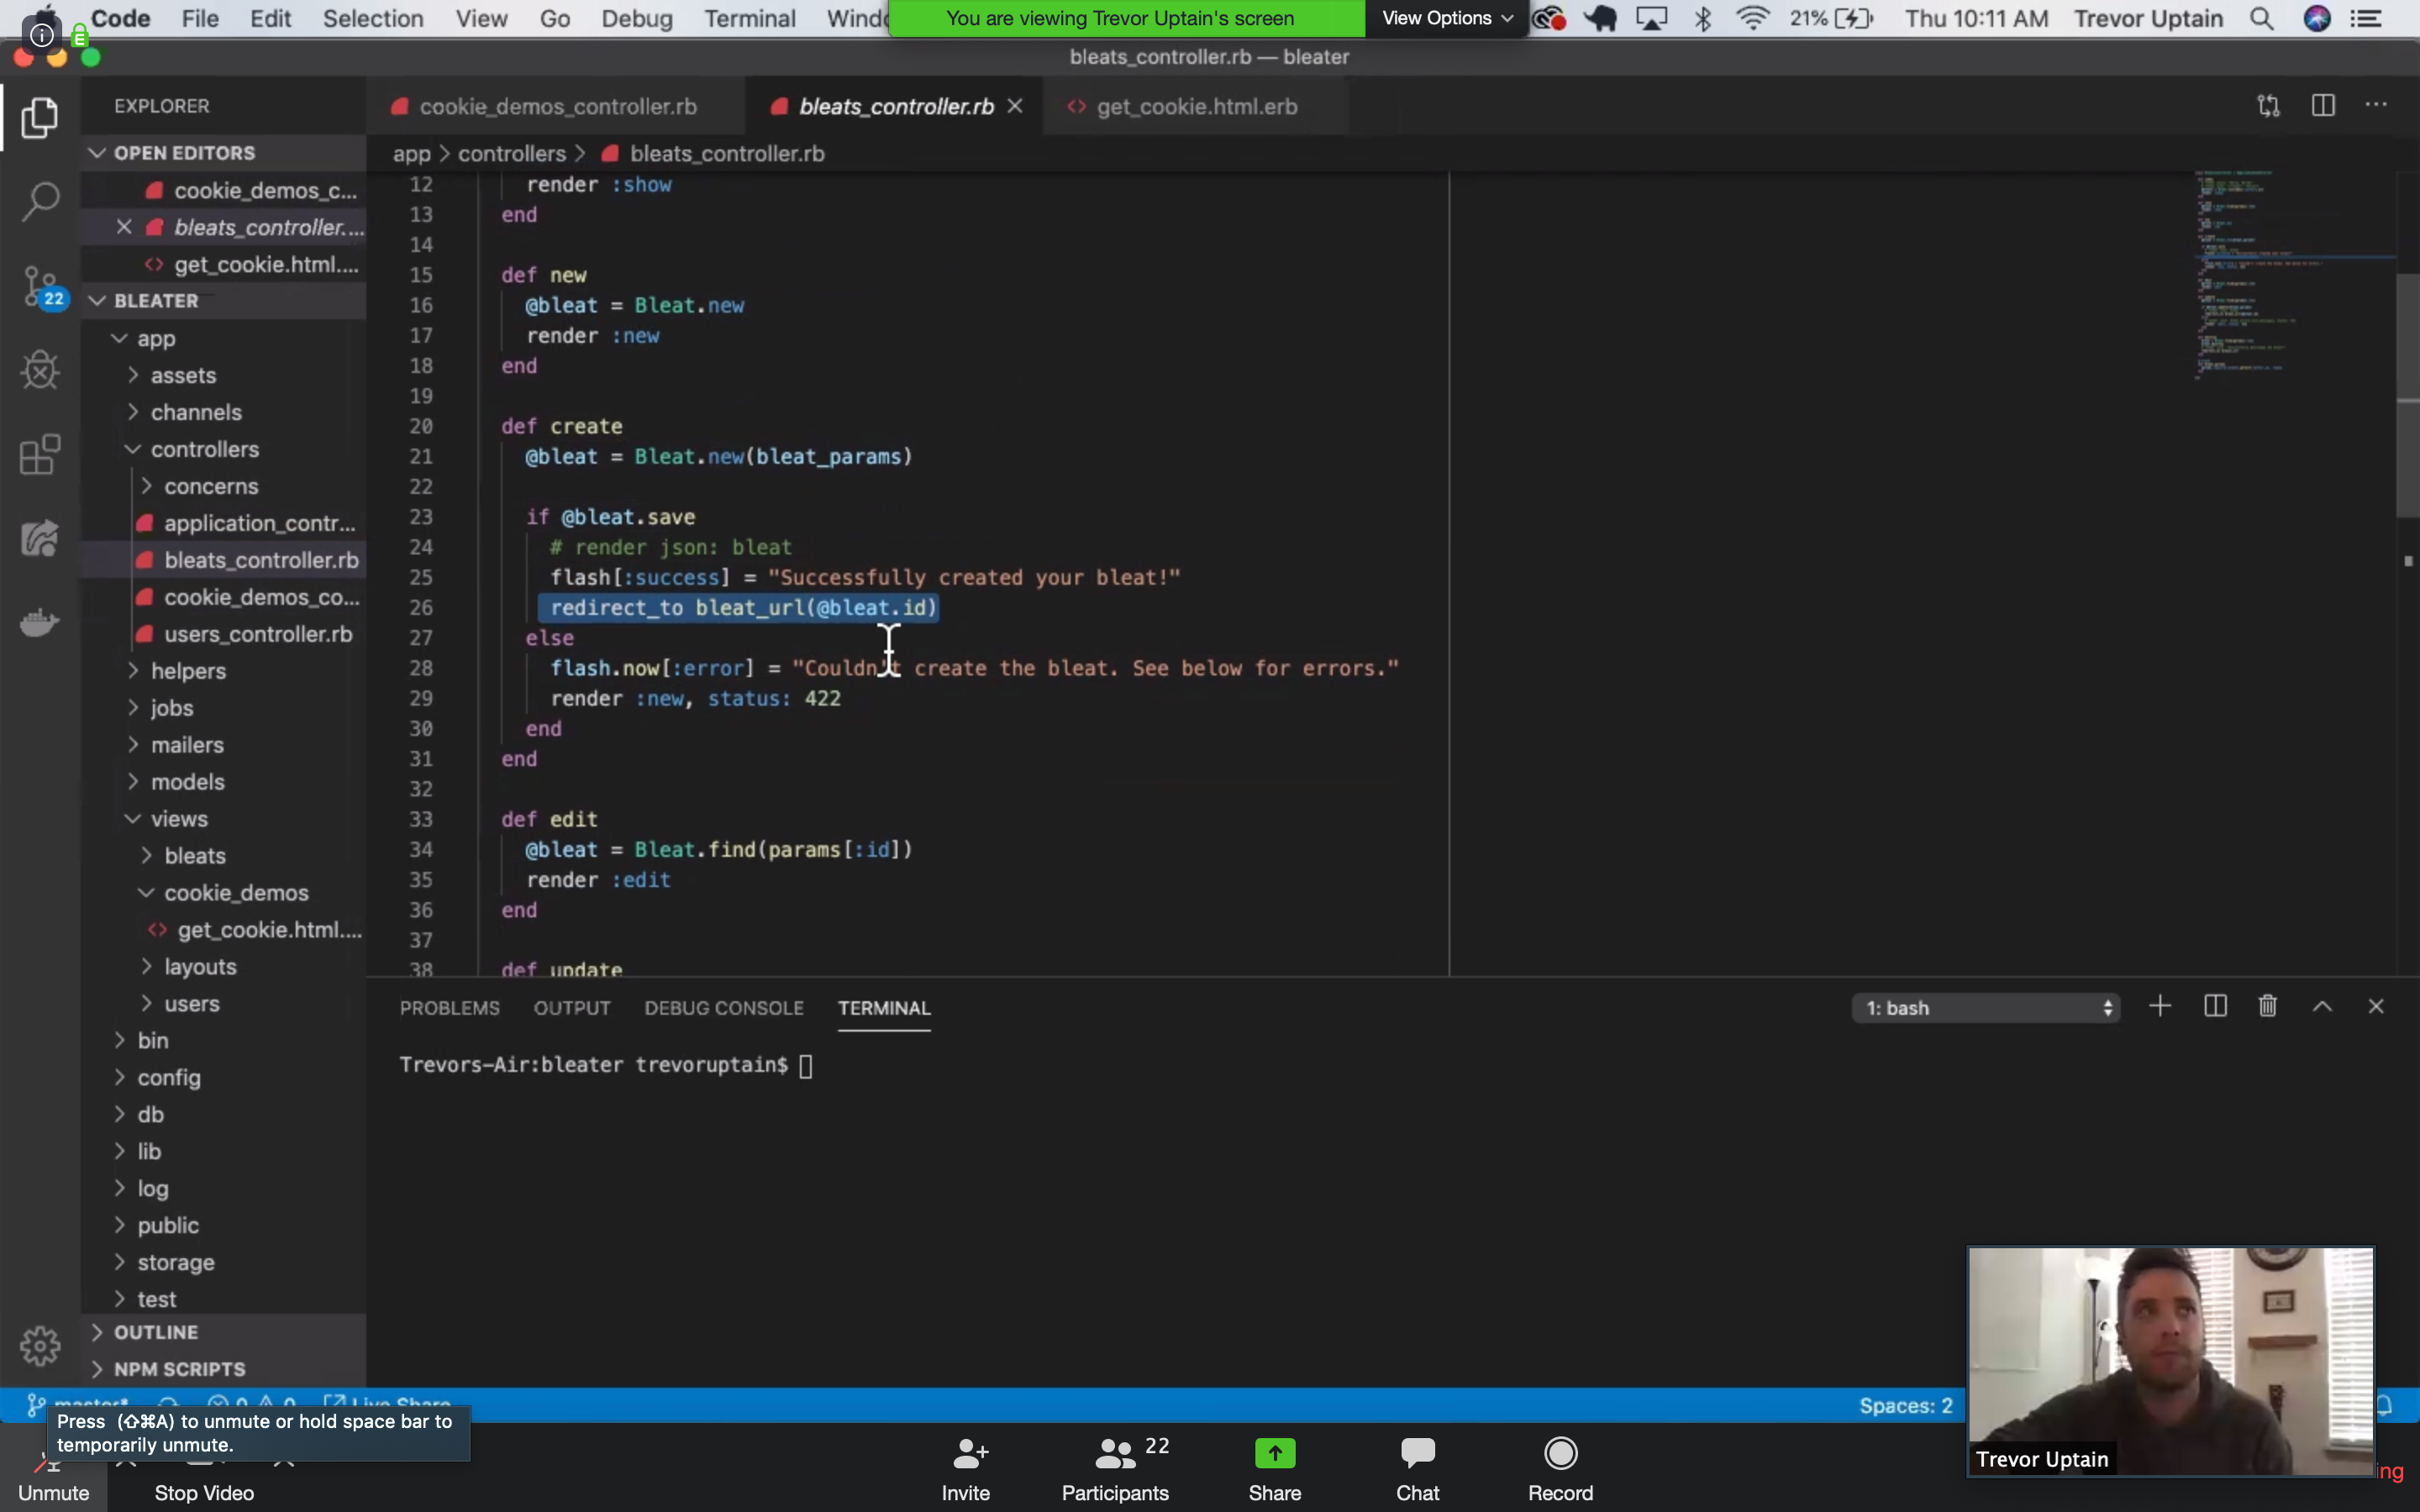 Code File Edit Selection View Go Debug Terminal
You are viewing Trevor Uptain's screen View Options
21% Thu 10:11 AM Trevor Uptain
bleats_controller.rb — bleater
EXPLORER
OPEN EDITORS
cookie_demos_c...
bleats_controller....
get_cookie.html....
22
BLEATER
app
assets
channels
controllers
concerns
application_contr...
bleats_controller.rb
cookie_demos_co...
users_controller.rb
helpers
jobs
mailers
models
views
bleats
cookie_demos
get_cookie.html....
layouts
users
bin
config
db
lib
log
public
storage
test
OUTLINE
NPM SCRIPTS
cookie_demos_controller.rb bleats_controller.rb get_cookie.html.erb
app > controllers > bleats_controller.rb
12 render :show
13 end
14
15 def new
16 @bleat = Bleat.new
17 render :new
18 end
19
20 def create
21 @bleat = Bleat.new(bleat_params)
22
23 if @bleat.save
24 # render json: bleat
25 flash[:success] = "Successfully created your bleat!"
26 redirect_to bleat_url(@bleat.id)
27 else
28 flash.now[:error] = "Couldn't create the bleat. See below for errors."
29 render :new, status: 422
30 end
31 end
32
33 def edit
34 @bleat = Bleat.find(params[:id])
35 render :edit
36 end
37
38 def update
PROBLEMS OUTPUT DEBUG CONSOLE TERMINAL
1: bash
Trevors-Air:bleater trevoruptain$
master* 0 0 Live Share
Spaces: 2
Press (⇧⌘A) to unmute or hold space bar to
temporarily unmute.
Trevor Uptain
22
Unmute Stop Video Invite Participants Share Chat Record